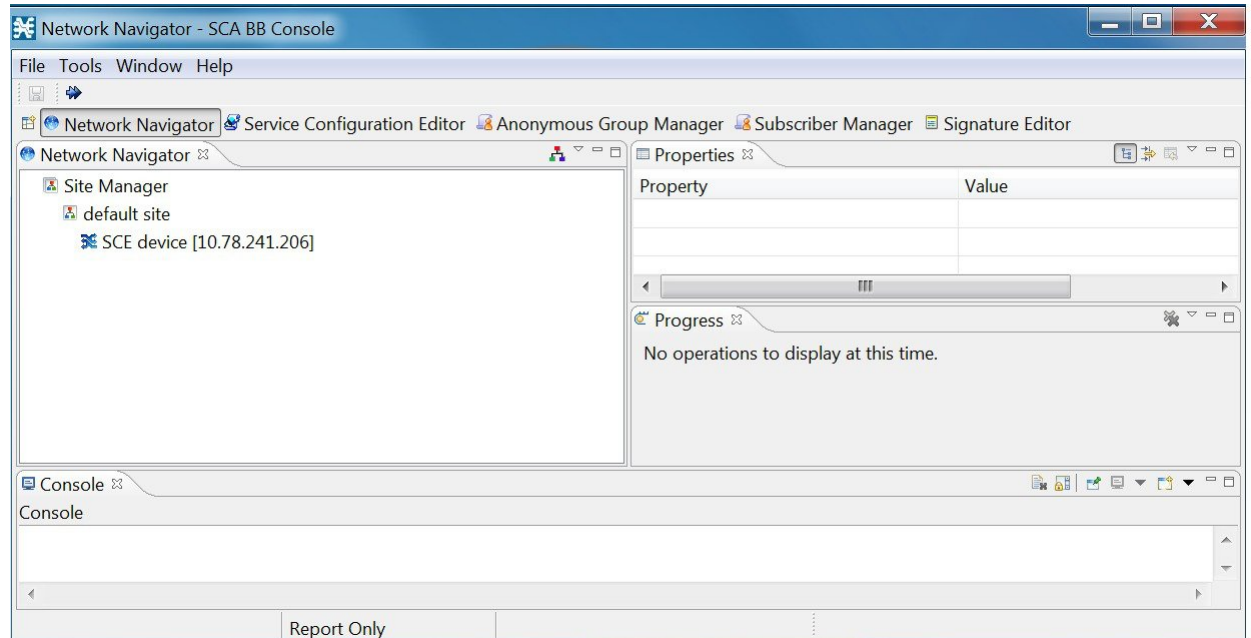 Network Navigator - SCA BB Console
File Tools Window Help
Network Navigator Service Configuration Editor Anonymous Group Manager Subscriber Manager Signature Editor
Network Navigator
Site Manager
default site
SCE device [10.78.241.206]
Properties
Property Value
Progress
No operations to display at this time.
Console
Console
Report Only